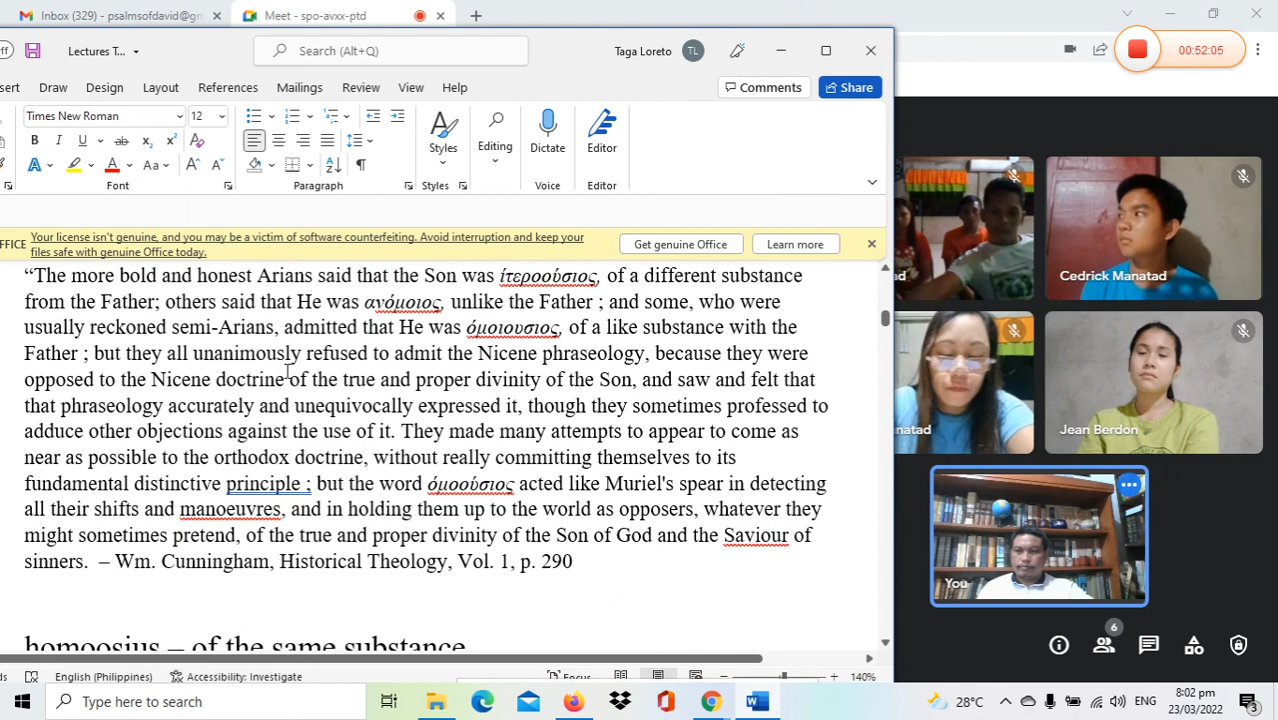 Inbox (329) - psalmsofdavid@gm
Meet - spo-avxx-ptd
00:52:05
Lectures T...
Search (Alt+Q)
Taga Loreto
TL
Draw
Design
Layout
References
Mailings
Review
View
Help
Comments
Share
Times New Roman
12
Styles
Editing
Dictate
Editor
Font
Paragraph
Styles
Voice
Editor
Your license isn't genuine, and you may be a victim of software counterfeiting. Avoid interruption and keep your
files safe with genuine Office today.
Get genuine Office
Learn more
“The more bold and honest Arians said that the Son was ἱτεροούσιος, of a different substance
from the Father; others said that He was ανόμοιος, unlike the Father ; and some, who were
usually reckoned semi-Arians, admitted that He was όμοιουσιος, of a like substance with the
Father ; but they all unanimously refused to admit the Nicene phraseology, because they were
opposed to the Nicene doctrine of the true and proper divinity of the Son, and saw and felt that
that phraseology accurately and unequivocally expressed it, though they sometimes professed to
adduce other objections against the use of it. They made many attempts to appear to come as
near as possible to the orthodox doctrine, without really committing themselves to its
fundamental distinctive principle ; but the word όμοούσιος acted like Muriel's spear in detecting
all their shifts and manoeuvres, and in holding them up to the world as opposers, whatever they
might sometimes pretend, of the true and proper divinity of the Son of God and the Saviour of
sinners. – Wm. Cunningham, Historical Theology, Vol. 1, p. 290
homoosius – of the same substance
English (Philippines)
Accessibility: Investigate
Focus
140%
Cedrick Manatad
Jean Berdon
You
6
Type here to search
28°C
ENG
8:02 pm
23/03/2022
3